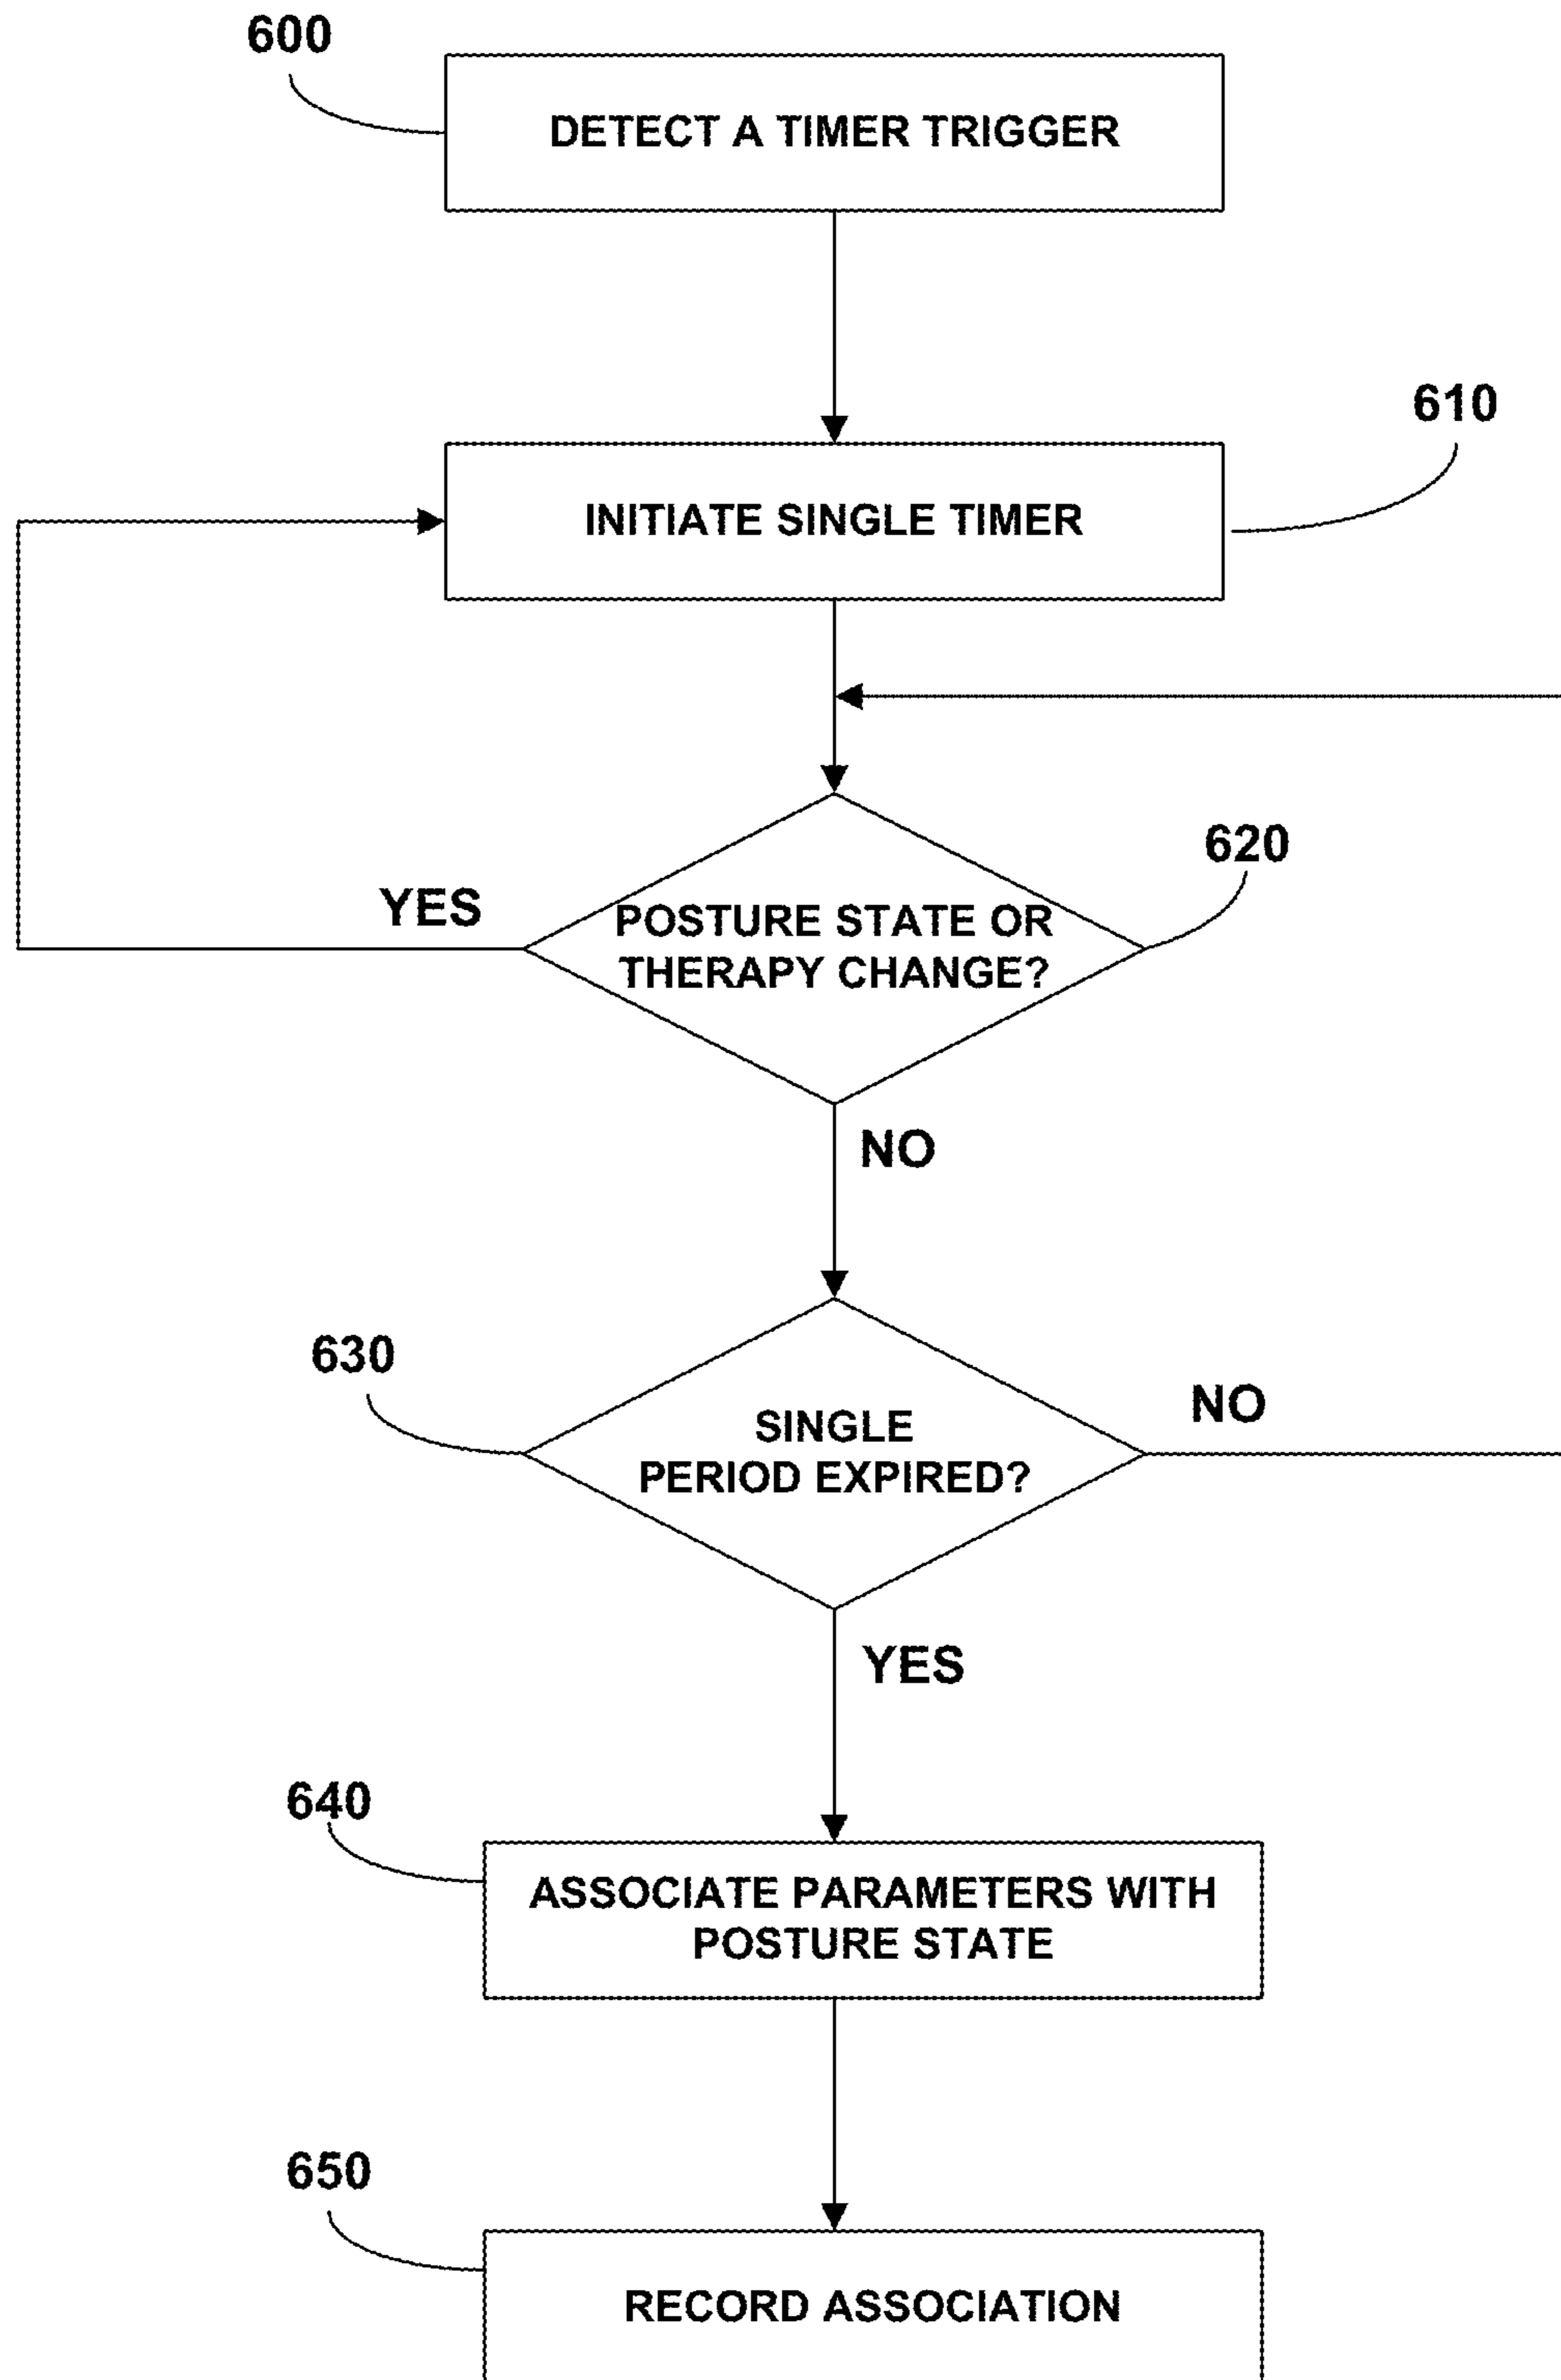 600
DETECT A TIMER TRIGGER
610
INITIATE SINGLE TIMER
620
YES
POSTURE STATE OR
THERAPY CHANGE?
NO
630
NO
SINGLE
PERIOD EXPIRED?
YES
640
ASSOCIATE PARAMETERS WITH
POSTURE STATE
650
RECORD ASSOCIATION